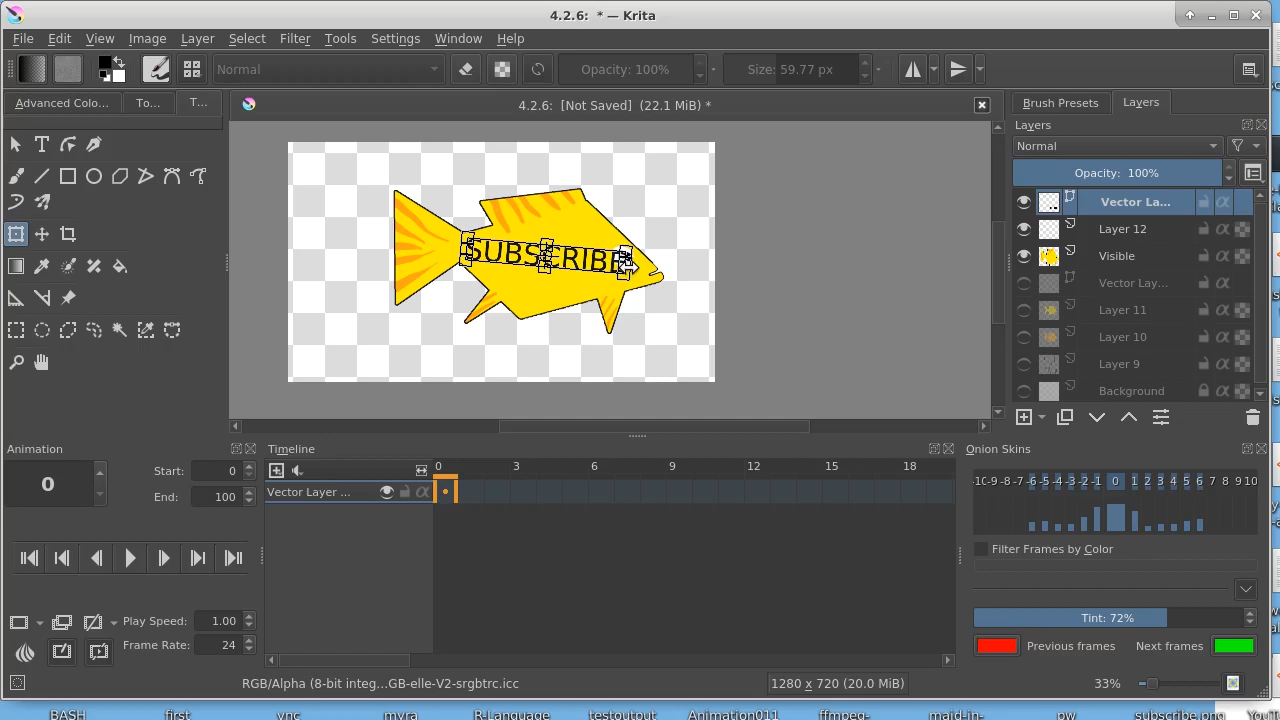 4.2.6:  * — Krita
File Edit View Image Layer Select Filter Tools Settings Window Help
Normal Opacity: 100% Size: 59.77 px
Advanced Colo... To... T...
4.2.6:  [Not Saved]  (22.1 MiB) *
Brush Presets Layers
Layers
Normal
Opacity:  100%
Vector La...
Layer 12
Visible
Vector Lay...
Layer 11
Layer 10
Layer 9
Background
SUBSCRIBE
Animation
0
Start: 0
End: 100
Play Speed: 1.00
Frame Rate: 24
Timeline
0 3 6 9 12 15 18
Vector Layer ...
Onion Skins
-10 -9 -8 -7 -6 -5 -4 -3 -2 -1 0 1 2 3 4 5 6 7 8 9 10
Filter Frames by Color
Tint: 72%
Previous frames Next frames
RGB/Alpha (8-bit integ...GB-elle-V2-srgbtrc.icc
1280 x 720 (20.0 MiB)
33%
BASH first vnc myra R-Language testoutout Animation011 ffmpeg- maid-in- pw subscribe.png